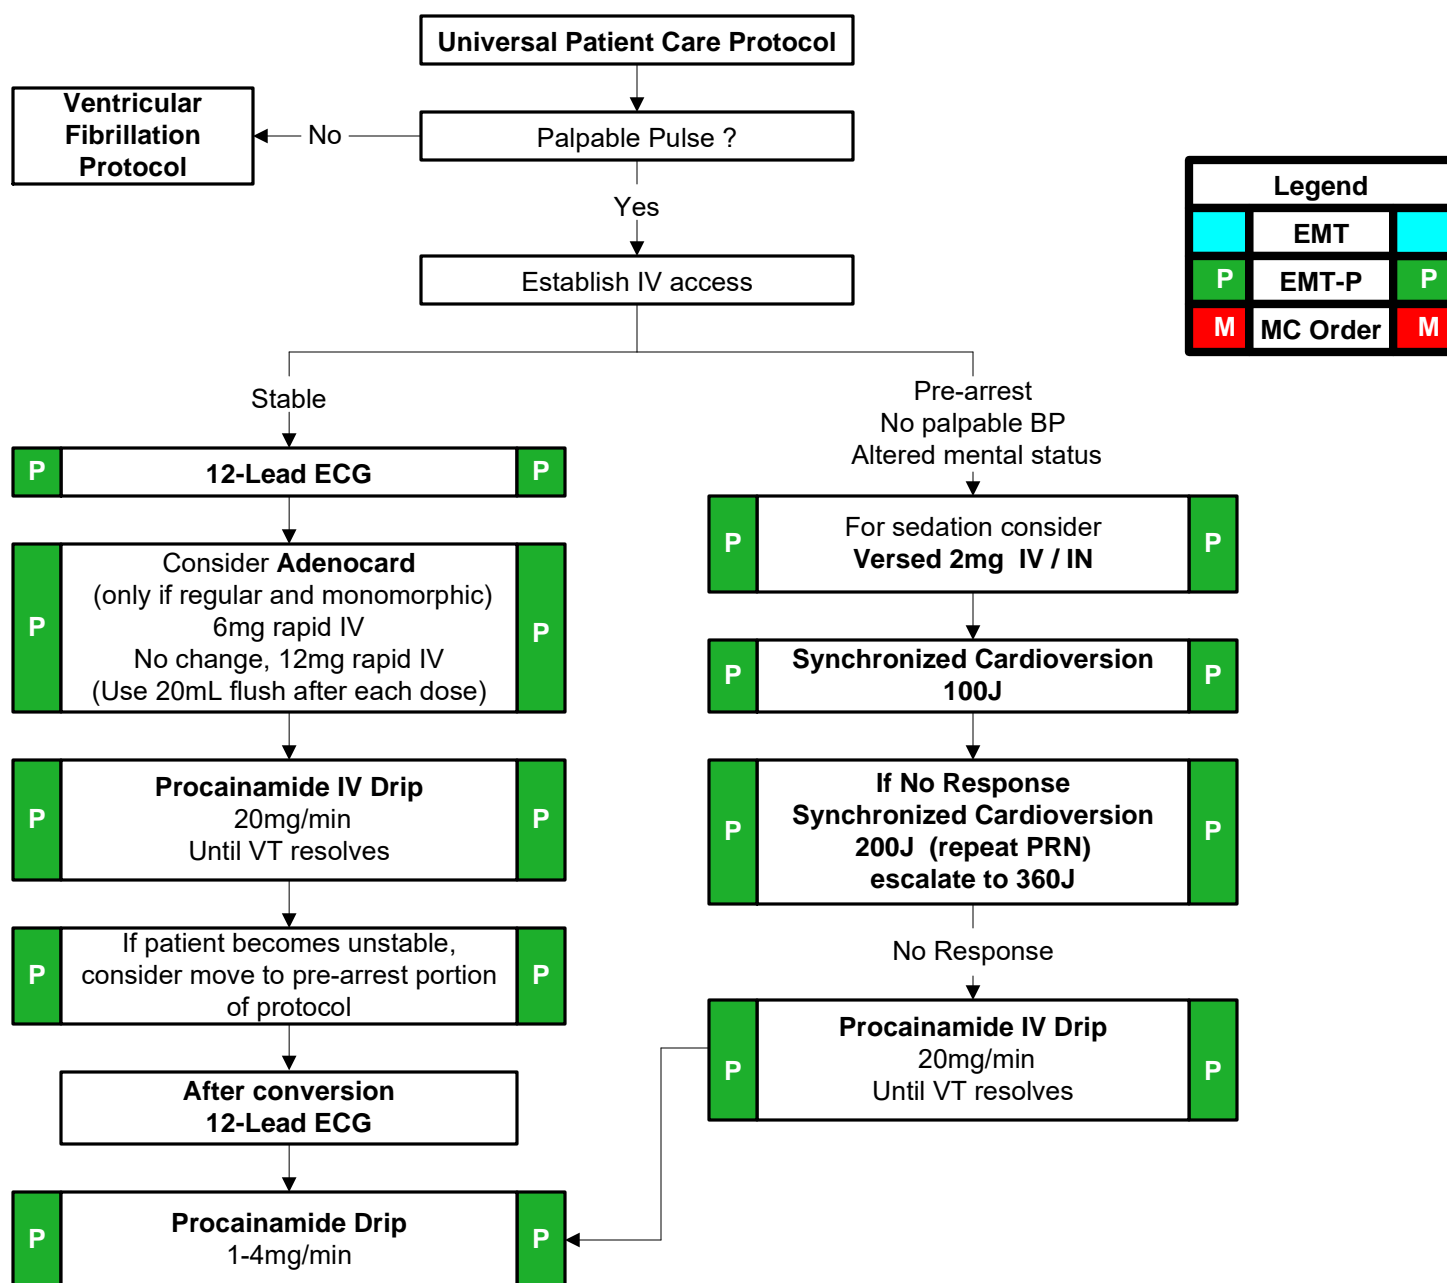 Universal Patient Care Protocol
Ventricular
Fibrillation
Protocol
No
Palpable Pulse ?
Yes
Establish IV access
Legend
EMT
P EMT-P P
M MC Order M
Stable
P 12-Lead ECG P
P P
Consider Adenocard
(only if regular and monomorphic)
6mg rapid IV
No change, 12mg rapid IV
(Use 20mL flush after each dose)
P P
Procainamide IV Drip
20mg/min
Until VT resolves
P P
If patient becomes unstable,
consider move to pre-arrest portion
of protocol
After conversion
12-Lead ECG
P P
Procainamide Drip
1-4mg/min
Pre-arrest
No palpable BP
Altered mental status
P P
For sedation consider
Versed 2mg IV / IN
P P
Synchronized Cardioversion
100J
P P
If No Response
Synchronized Cardioversion
200J (repeat PRN)
escalate to 360J
No Response
P P
Procainamide IV Drip
20mg/min
Until VT resolves